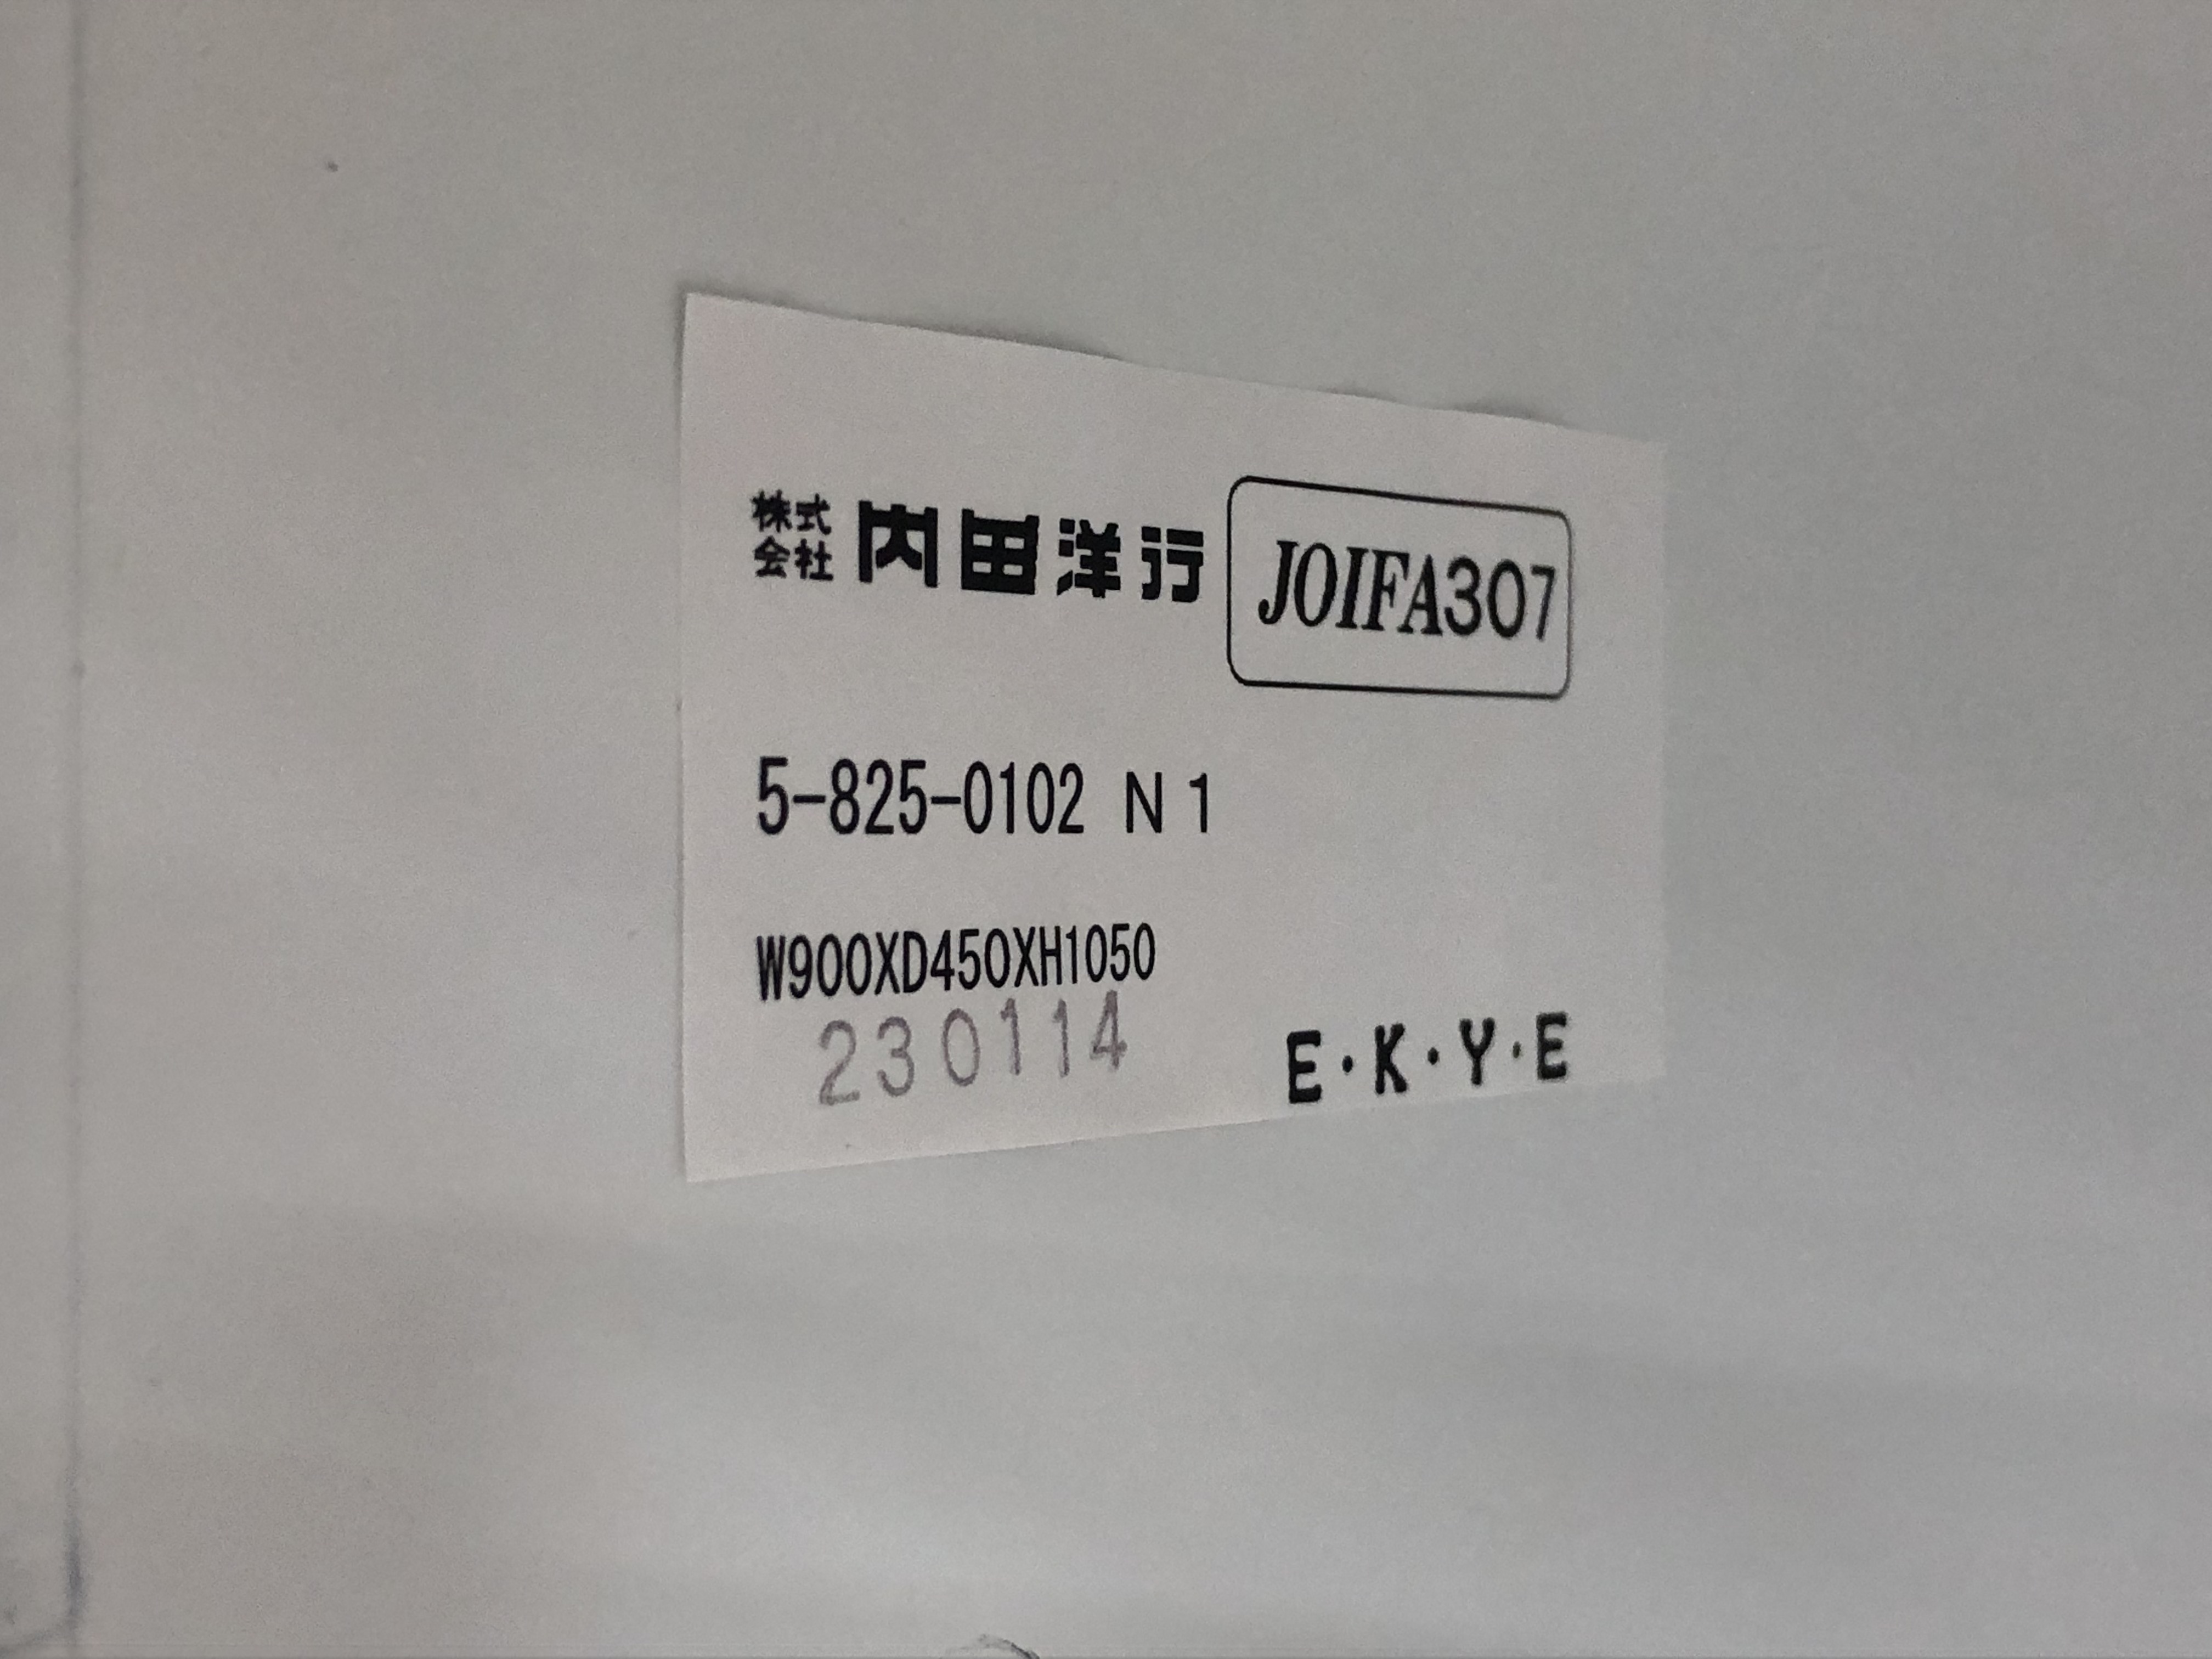 株式会社 内田洋行 JOIFA307
5-825-0102 N 1
W900XD450XH1050
230114
E・K・Y・E